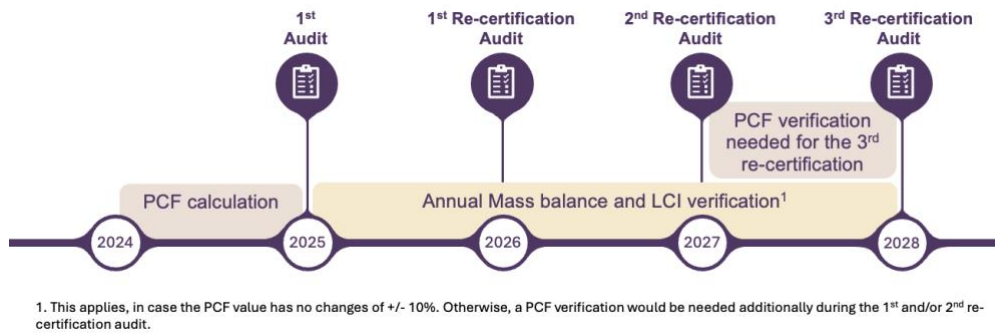 1st
Audit
1st Re-certification
Audit
2nd Re-certification
Audit
3rd Re-certification
Audit
PCF verification
needed for the 3rd
re-certification
PCF calculation
Annual Mass balance and LCI verification1
2024
2025
2026
2027
2028
1. This applies, in case the PCF value has no changes of +/- 10%. Otherwise, a PCF verification would be needed additionally during the 1st and/or 2nd re-
certification audit.